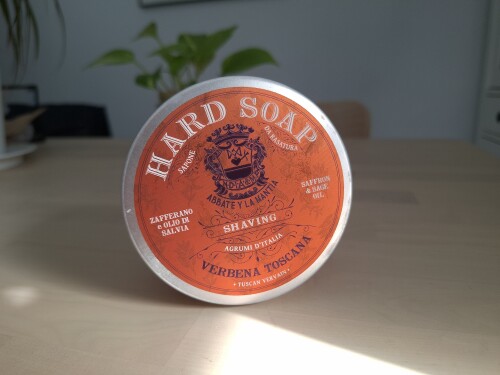 HARD SOAP
SAPONE
DA RASATURA
ABBATE Y LA MANTIA
ZAFFERANO
e OLIO DI
SALVIA
SAFFRON
& SAGE
OIL
SHAVING
AGRUMI D'ITALIA
VERBENA TOSCANA
• TUSCAN VERVAIN •